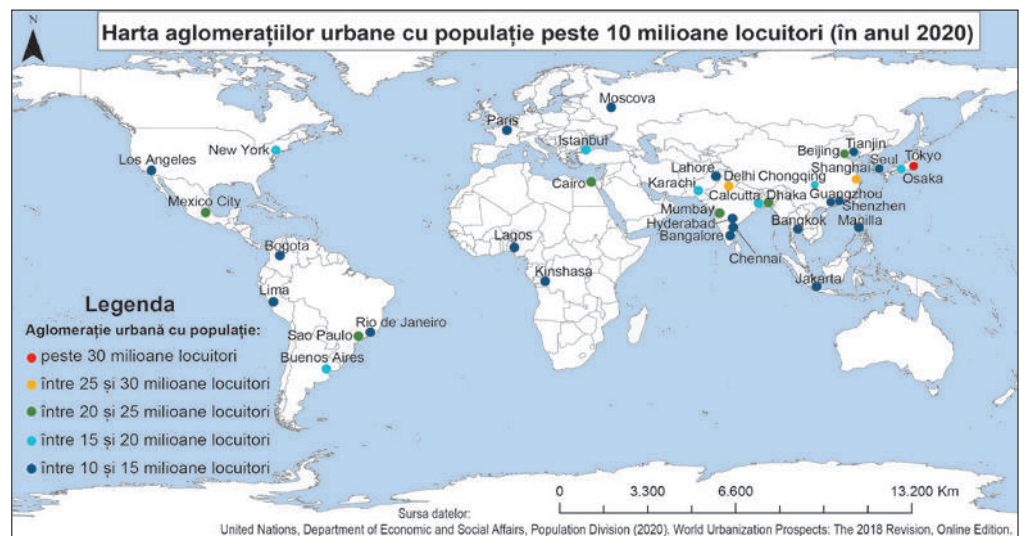 N
Harta aglomerațiilor urbane cu populație peste 10 milioane locuitori (în anul 2020)
Moscova
Paris
Istanbul
New York
Los Angeles
Mexico City
Cairo
Beijing
Tianjin
Seul
Tōkyo
Shanghai
Osaka
Lahore
Delhi
Chongqing
Karachi
Calcutta
Dhaka
Guangzhou
Shenzhen
Mumbay
Hyderabad
Bangalore
Bangkok
Manilla
Chennai
Bogota
Lagos
Kinshasa
Jakarta
Lima
Rio de Janeiro
Sao Paulo
Buenos Aires
Legenda
Aglomerație urbană cu populație:
peste 30 milioane locuitori
între 25 și 30 milioane locuitori
între 20 și 25 milioane locuitori
între 15 și 20 milioane locuitori
între 10 și 15 milioane locuitori
0 3.300 6.600 13.200 Km
Sursa datelor:
United Nations, Department of Economic and Social Affairs, Population Division (2020). World Urbanization Prospects: The 2018 Revision, Online Edition.